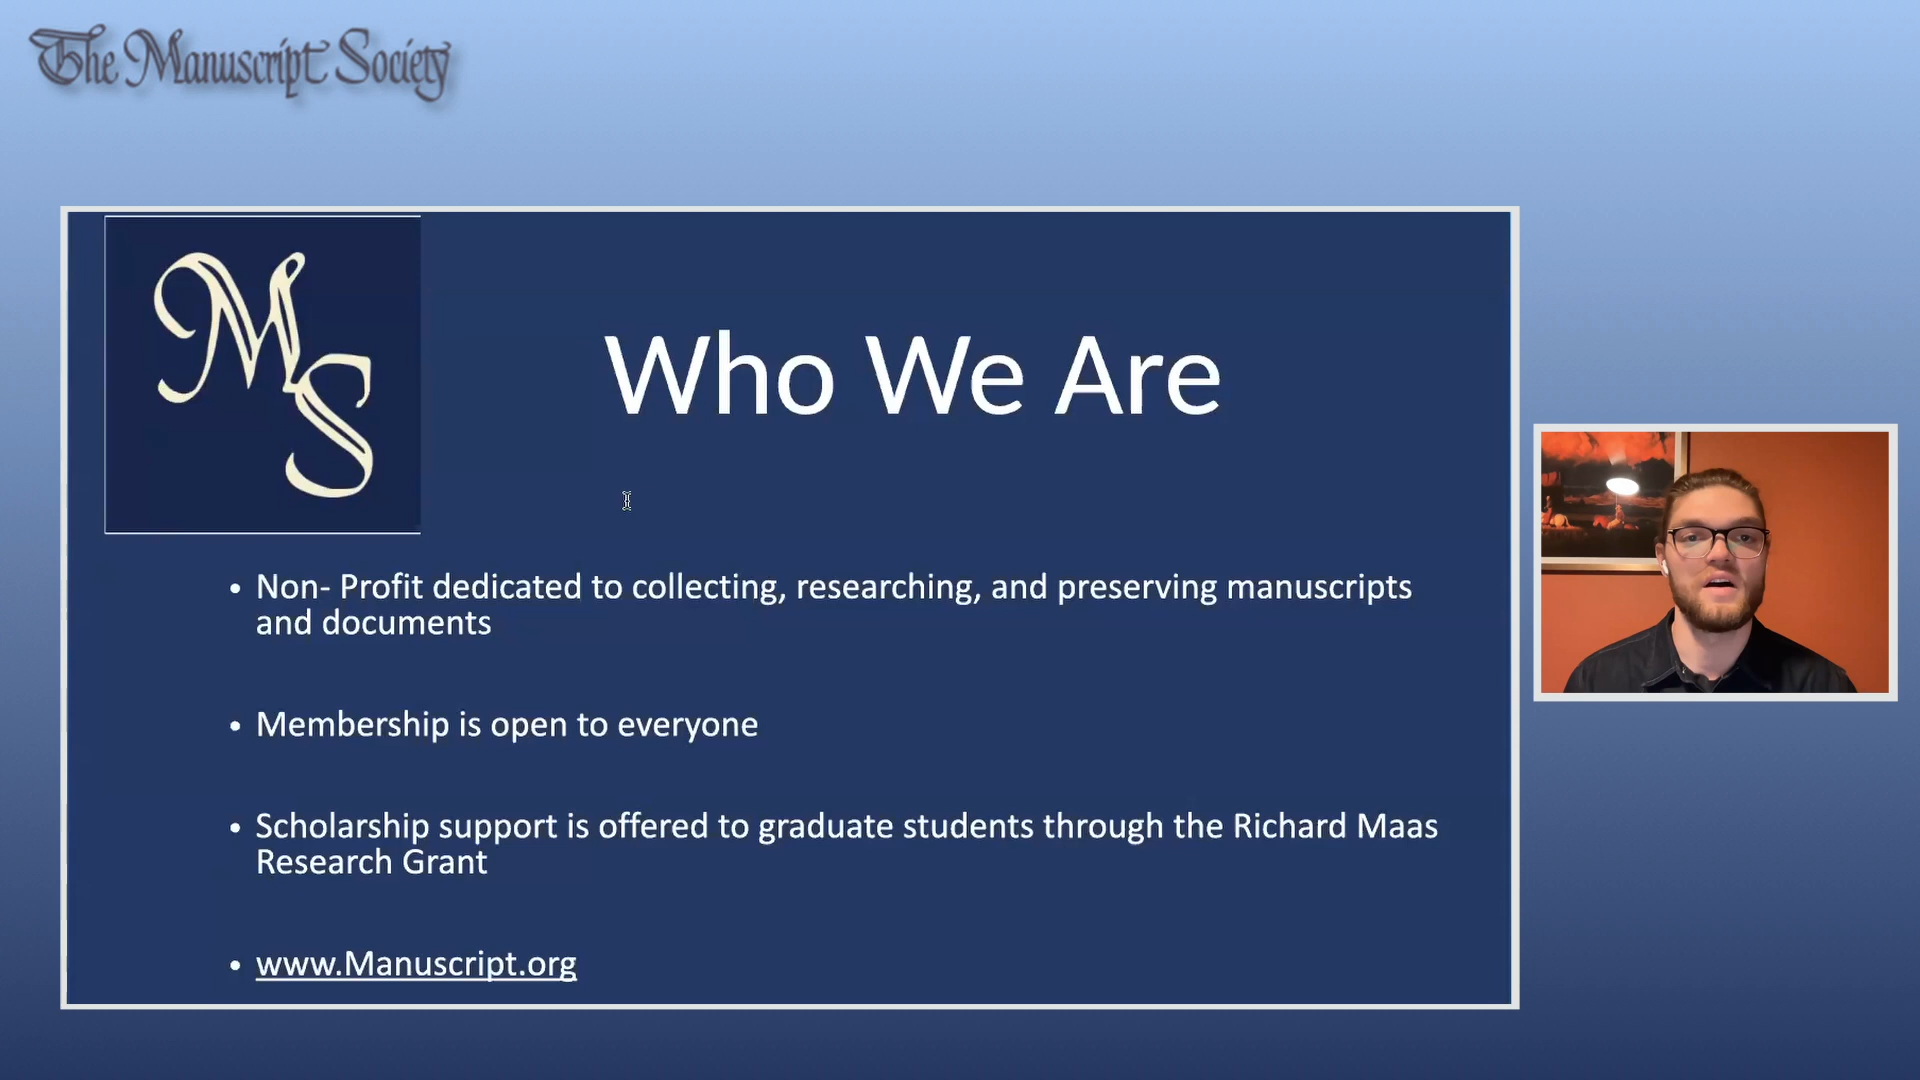 The Manuscript Society
MS
Who We Are
• Non- Profit dedicated to collecting, researching, and preserving manuscripts
and documents
• Membership is open to everyone
• Scholarship support is offered to graduate students through the Richard Maas
Research Grant
• www.Manuscript.org